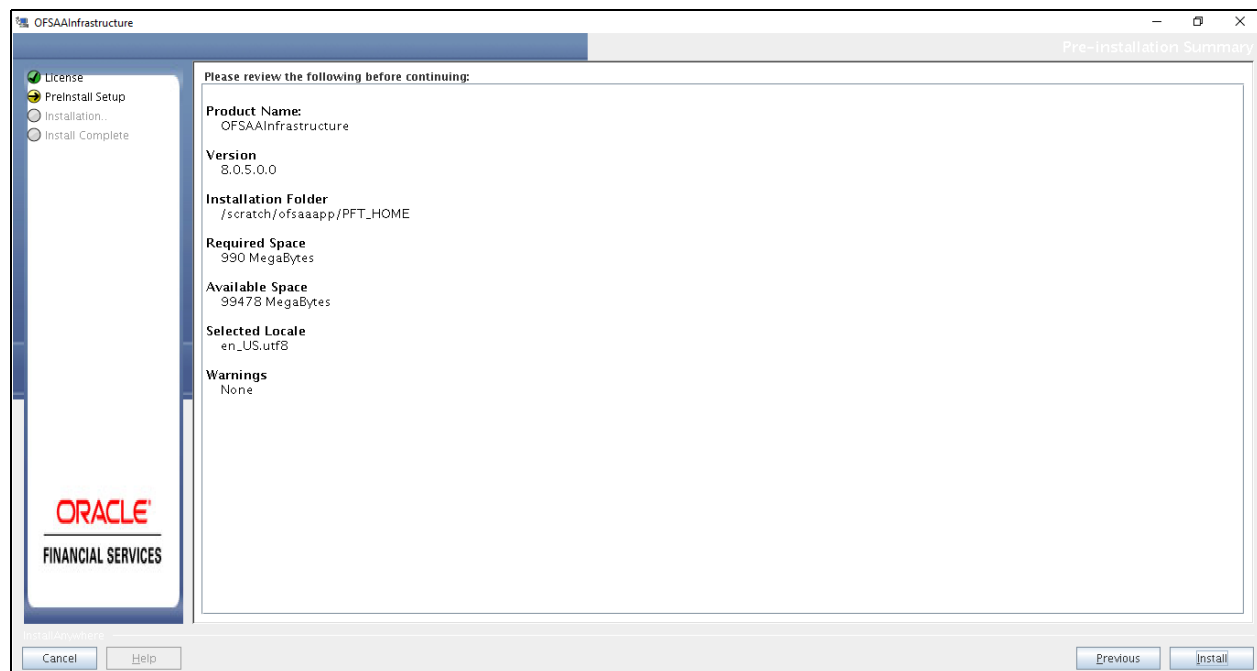 OFSAAInfrastructure
Pre-Installation Summary
License
PreInstall Setup
Installation..
Install Complete
Please review the following before continuing:
Product Name:
OFSAAInfrastructure
Version
8.0.5.0.0
Installation Folder
/scratch/ofsaaapp/PFT_HOME
Required Space
990 MegaBytes
Available Space
99478 MegaBytes
Selected Locale
en_US.utf8
Warnings
None
ORACLE'
FINANCIAL SERVICES
InstallAnywhere
Cancel
Help
Previous
Install